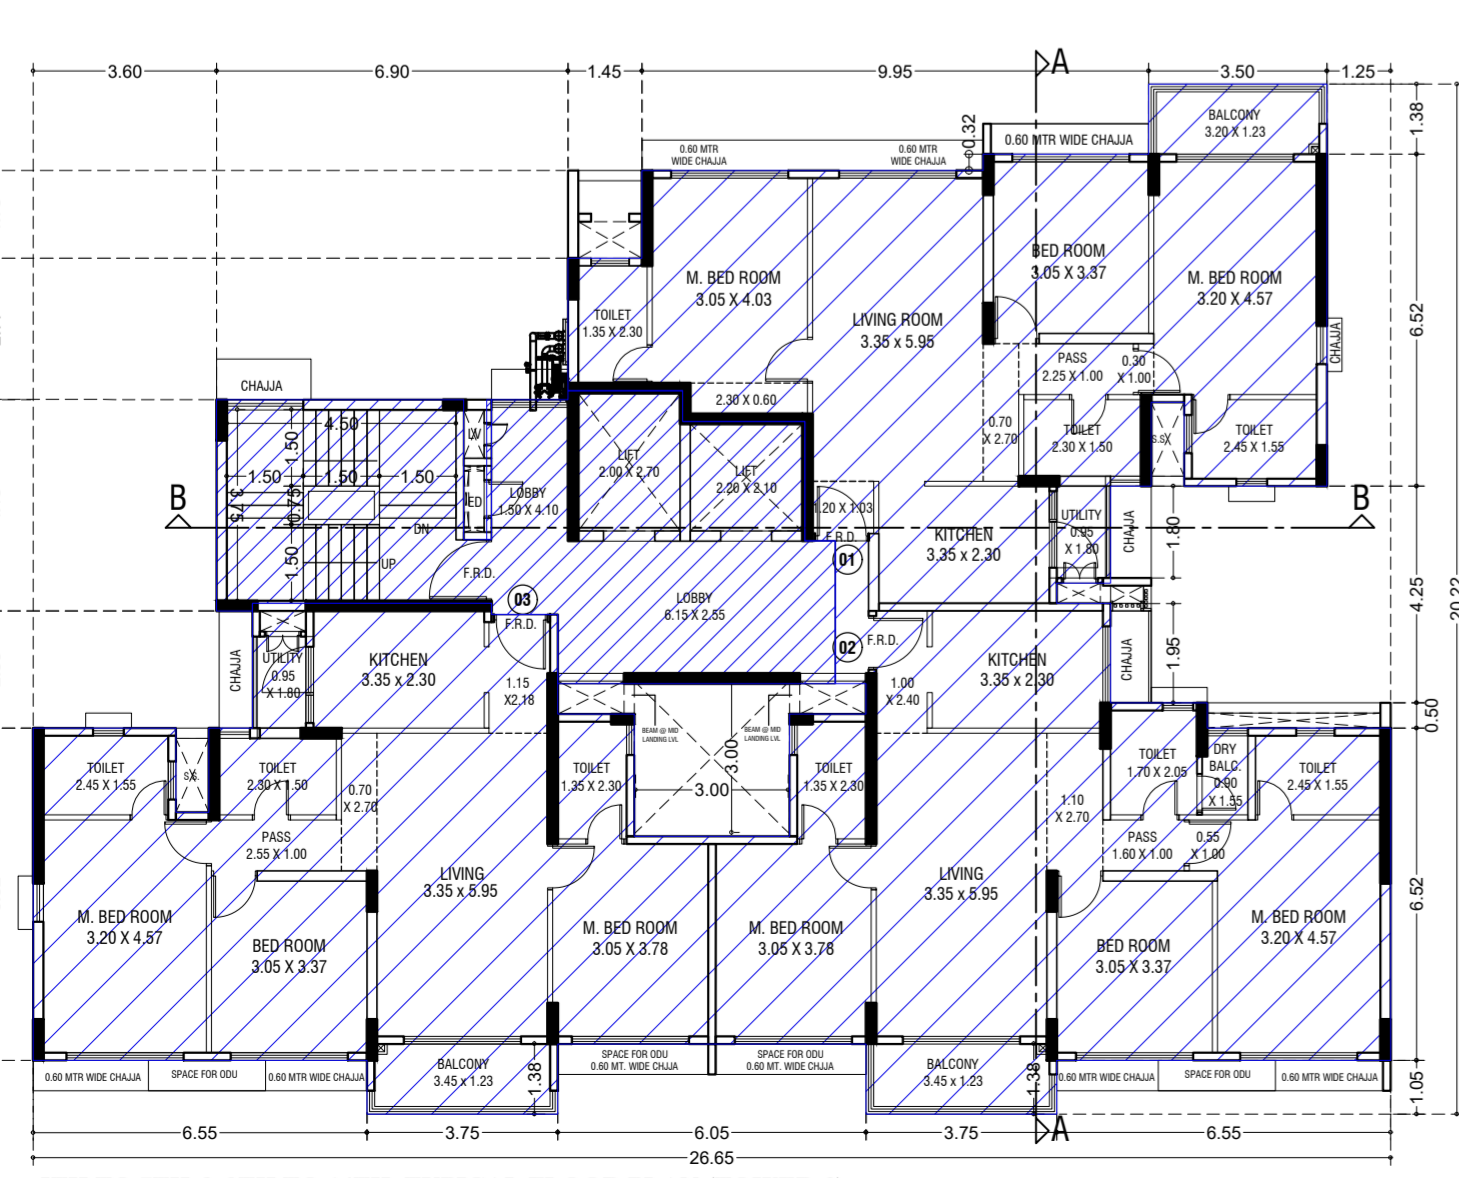 A
3.60
6.90
1.45
9.95
3.50
1.25
BALCONY
3.20 X 1.23
1.38
0.32
0.60 MTR
WIDE CHAJJA
0.60 MTR
WIDE CHAJJA
0.60 MTR WIDE CHAJJA
BED ROOM
3.05 X 3.37
M. BED ROOM
3.05 X 4.03
M. BED ROOM
3.20 X 4.57
TOILET
1.35 X 2.30
LIVING ROOM
3.35 X 5.95
6.52
CHAJJA
PASS
2.25 X 1.00
0.30
X 1.00
CHAJJA
2.30 X 0.60
4.50
1.50
1.50
1.50
1.50
3.75
0.75
1.50
LV
ED
DN
UP
LOBBY
1.50 X 4.10
LIFT
2.00 X 2.70
LIFT
2.20 X 2.10
0.70
X 2.70
TOILET
2.30 X 1.50
S.S.
TOILET
2.45 X 1.55
B
B
1.20 X 1.03
F.R.D.
01
KITCHEN
3.35 x 2.30
UTILITY
0.95
X 1.80
CHAJJA
1.80
F.R.D.
03
F.R.D.
LOBBY
6.15 X 2.55
4.25
20.22
02
F.R.D.
CHAJJA
UTILITY
0.95
X 1.80
KITCHEN
3.35 x 2.30
1.15
X2.18
1.00
X 2.40
KITCHEN
3.35 x 2.30
CHAJJA
1.95
0.50
BEAM @ MID
LANDING LVL
BEAM @ MID
LANDING LVL
3.00
3.00
TOILET
2.45 X 1.55
S.S.
TOILET
2.30 X 1.50
0.70
X 2.70
TOILET
1.35 X 2.30
TOILET
1.35 X 2.30
1.10
X 2.70
TOILET
1.70 X 2.05
DRY
BALC.
0.90
X 1.55
TOILET
2.45 X 1.55
PASS
2.55 X 1.00
PASS
1.60 X 1.00
0.55
X 1.00
LIVING
3.35 x 5.95
LIVING
3.35 x 5.95
6.52
M. BED ROOM
3.20 X 4.57
BED ROOM
3.05 X 3.37
M. BED ROOM
3.05 X 3.78
M. BED ROOM
3.05 X 3.78
BED ROOM
3.05 X 3.37
M. BED ROOM
3.20 X 4.57
0.60 MTR WIDE CHAJJA
SPACE FOR ODU
0.60 MTR WIDE CHAJJA
BALCONY
3.45 x 1.23
1.38
SPACE FOR ODU
0.60 MT. WIDE CHAJJA
SPACE FOR ODU
0.60 MT. WIDE CHAJJA
BALCONY
3.45 x 1.23
1.38
0.60 MTR WIDE CHAJJA
SPACE FOR ODU
0.60 MTR WIDE CHAJJA
1.05
6.55
3.75
6.05
3.75
A
6.55
26.65